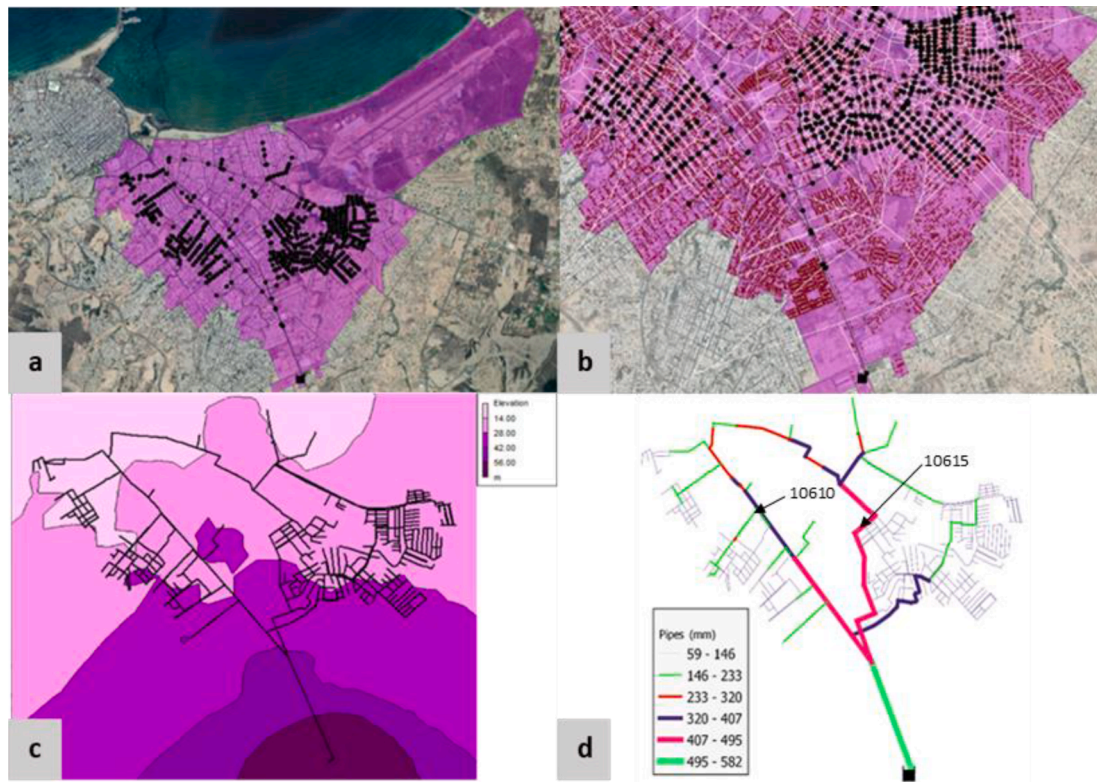 a
b
Elevation
14.00
28.00
42.00
56.00
m
c
10615
10610
Pipes (mm)
59 - 146
146 - 233
233 - 320
320 - 407
407 - 495
495 - 582
d